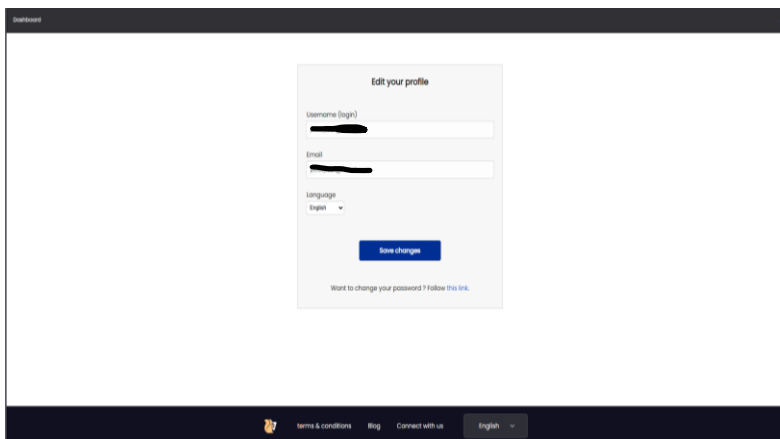 Dashboard
Edit your profile
Username (login)
Email
Language
English
Save changes
Want to change your password ? Follow this link.
terms & conditions Blog Connect with us English